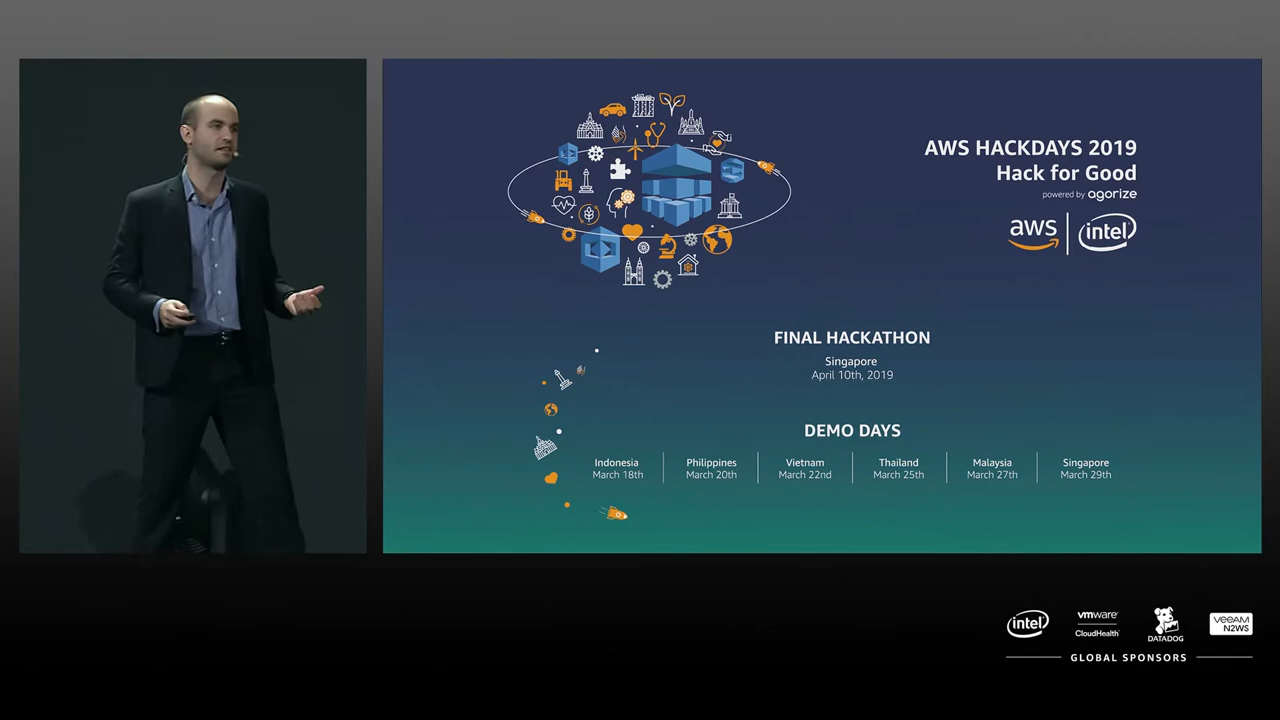 AWS HACKDAYS 2019
Hack for Good
powered by agorize
aws
intel
FINAL HACKATHON
Singapore
April 10th, 2019
DEMO DAYS
Indonesia
March 18th
Philippines
March 20th
Vietnam
March 22nd
Thailand
March 25th
Malaysia
March 27th
Singapore
March 29th
intel
vmware
CloudHealth
DATADOG
VEEAM
N2WS
GLOBAL SPONSORS